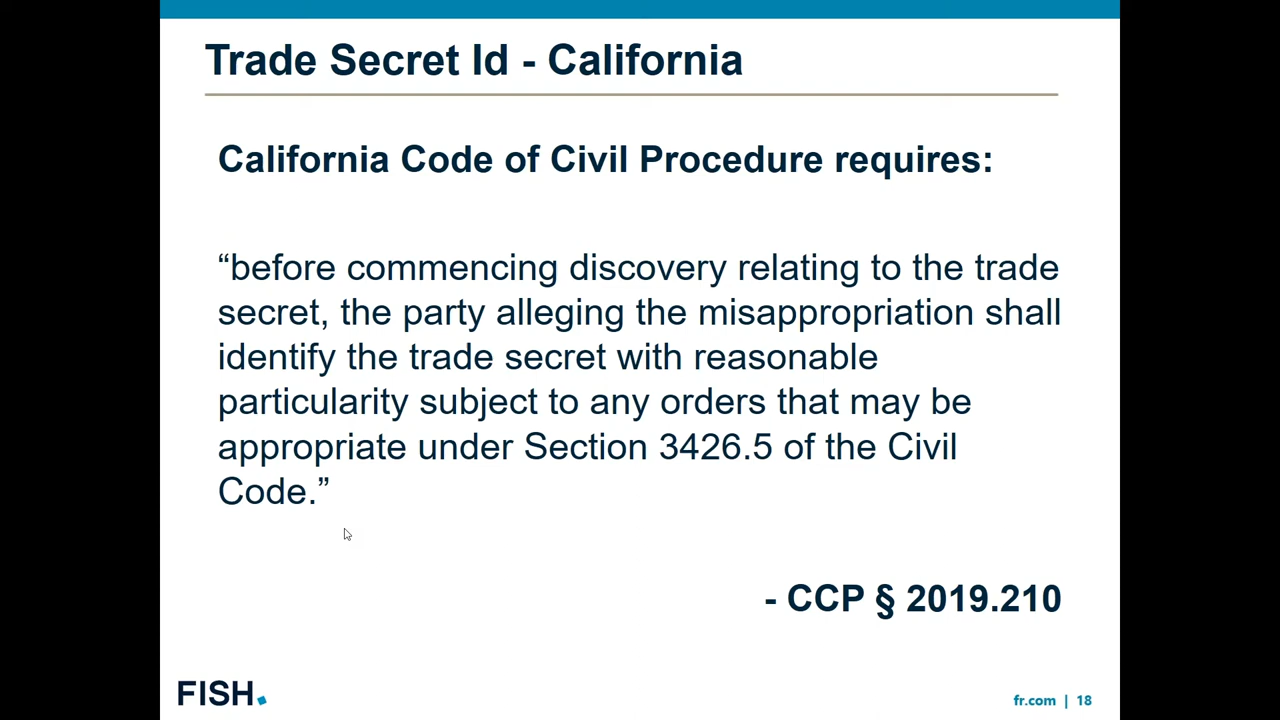 Trade Secret Id - California
California Code of Civil Procedure requires:
“before commencing discovery relating to the trade
secret, the party alleging the misappropriation shall
identify the trade secret with reasonable
particularity subject to any orders that may be
appropriate under Section 3426.5 of the Civil
Code.”
- CCP § 2019.210
FISH.
fr.com | 18